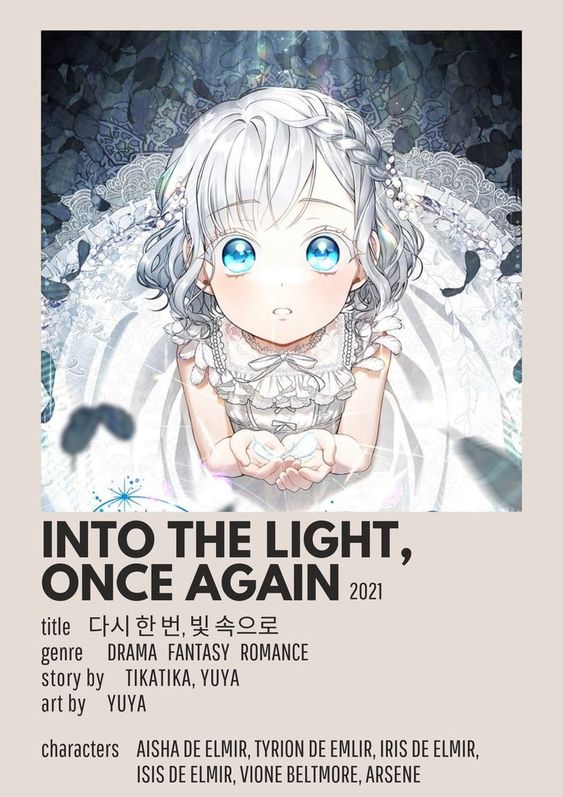 INTO THE LIGHT,
ONCE AGAIN 2021
title 다시 한 번, 빛 속으로
genre DRAMA FANTASY ROMANCE
story by TIKATIKA, YUYA
art by YUYA
characters AISHA DE ELMIR, TYRION DE EMLIR, IRIS DE ELMIR,
ISIS DE ELMIR, VIONE BELTMORE, ARSENE